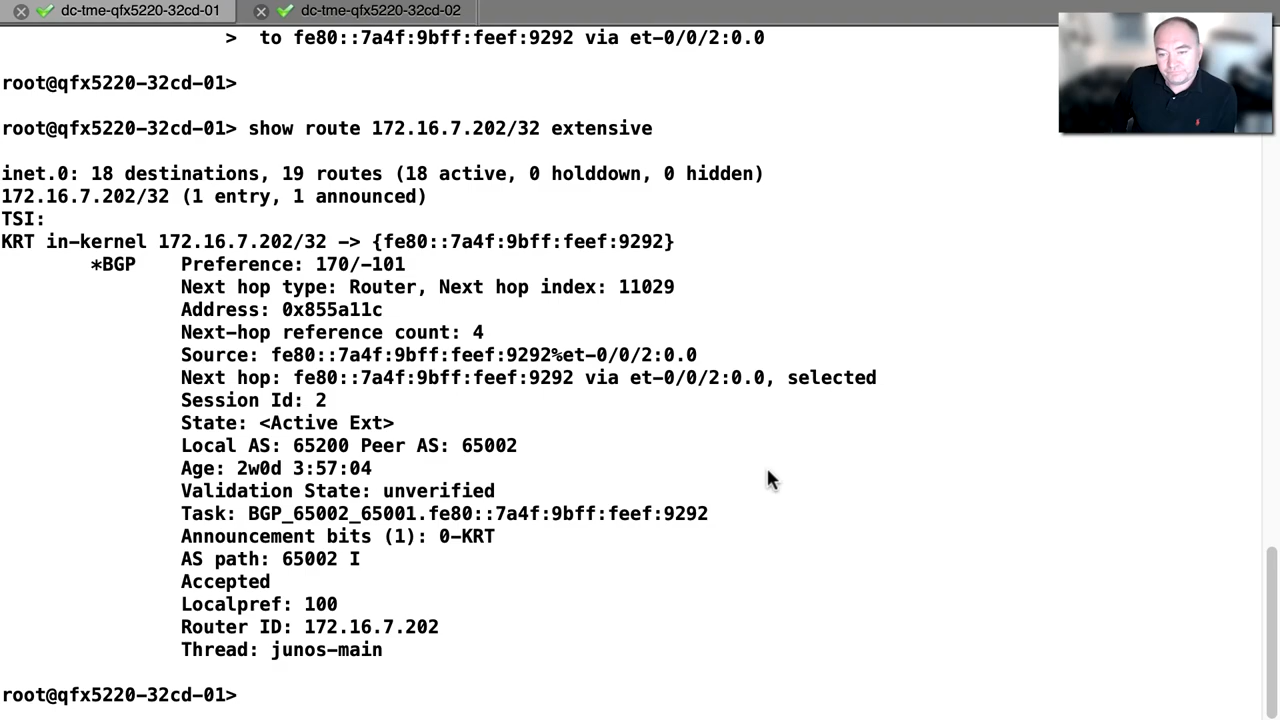 dc-tme-qfx5220-32cd-01 dc-tme-qfx5220-32cd-02
> to fe80::7a4f:9bff:feef:9292 via et-0/0/2:0.0
root@qfx5220-32cd-01>
root@qfx5220-32cd-01> show route 172.16.7.202/32 extensive
inet.0: 18 destinations, 19 routes (18 active, 0 holddown, 0 hidden)
172.16.7.202/32 (1 entry, 1 announced)
TSI:
KRT in-kernel 172.16.7.202/32 -> {fe80::7a4f:9bff:feef:9292}
*BGP Preference: 170/-101
Next hop type: Router, Next hop index: 11029
Address: 0x855a11c
Next-hop reference count: 4
Source: fe80::7a4f:9bff:feef:9292%et-0/0/2:0.0
Next hop: fe80::7a4f:9bff:feef:9292 via et-0/0/2:0.0, selected
Session Id: 2
State: <Active Ext>
Local AS: 65200 Peer AS: 65002
Age: 2w0d 3:57:04
Validation State: unverified
Task: BGP_65002_65001.fe80::7a4f:9bff:feef:9292
Announcement bits (1): 0-KRT
AS path: 65002 I
Accepted
Localpref: 100
Router ID: 172.16.7.202
Thread: junos-main
root@qfx5220-32cd-01>